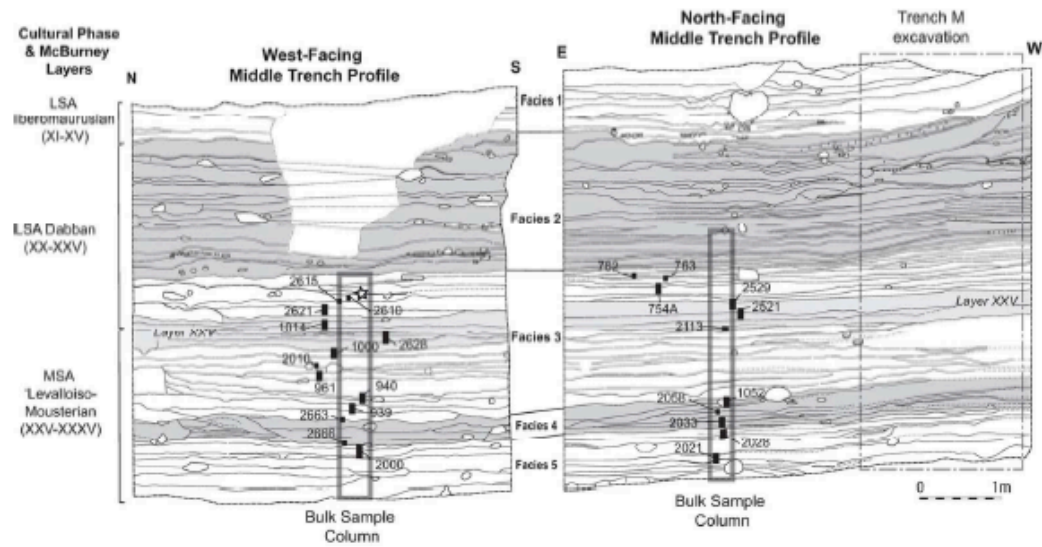 Cultural Phase
& McBurney
Layers
LSA
Iberomaurusian
(XI-XV)
LSA Dabban
(XX-XXV)
MSA
'Levalloiso-
Mousterian
(XXV-XXXV)
West-Facing
Middle Trench Profile
N
S
2615
2621
2610
1014
Layer XXV
1000
2628
2010
961
940
939
2663
2668
2000
Bulk Sample
Column
Facies 1
Facies 2
Facies 3
Facies 4
Facies 5
North-Facing
Middle Trench Profile
Trench M
excavation
E
W
762
763
754A
2529
2521
Layer XXV
2113
1052
2058
2033
2028
2021
Bulk Sample
Column
0 1m